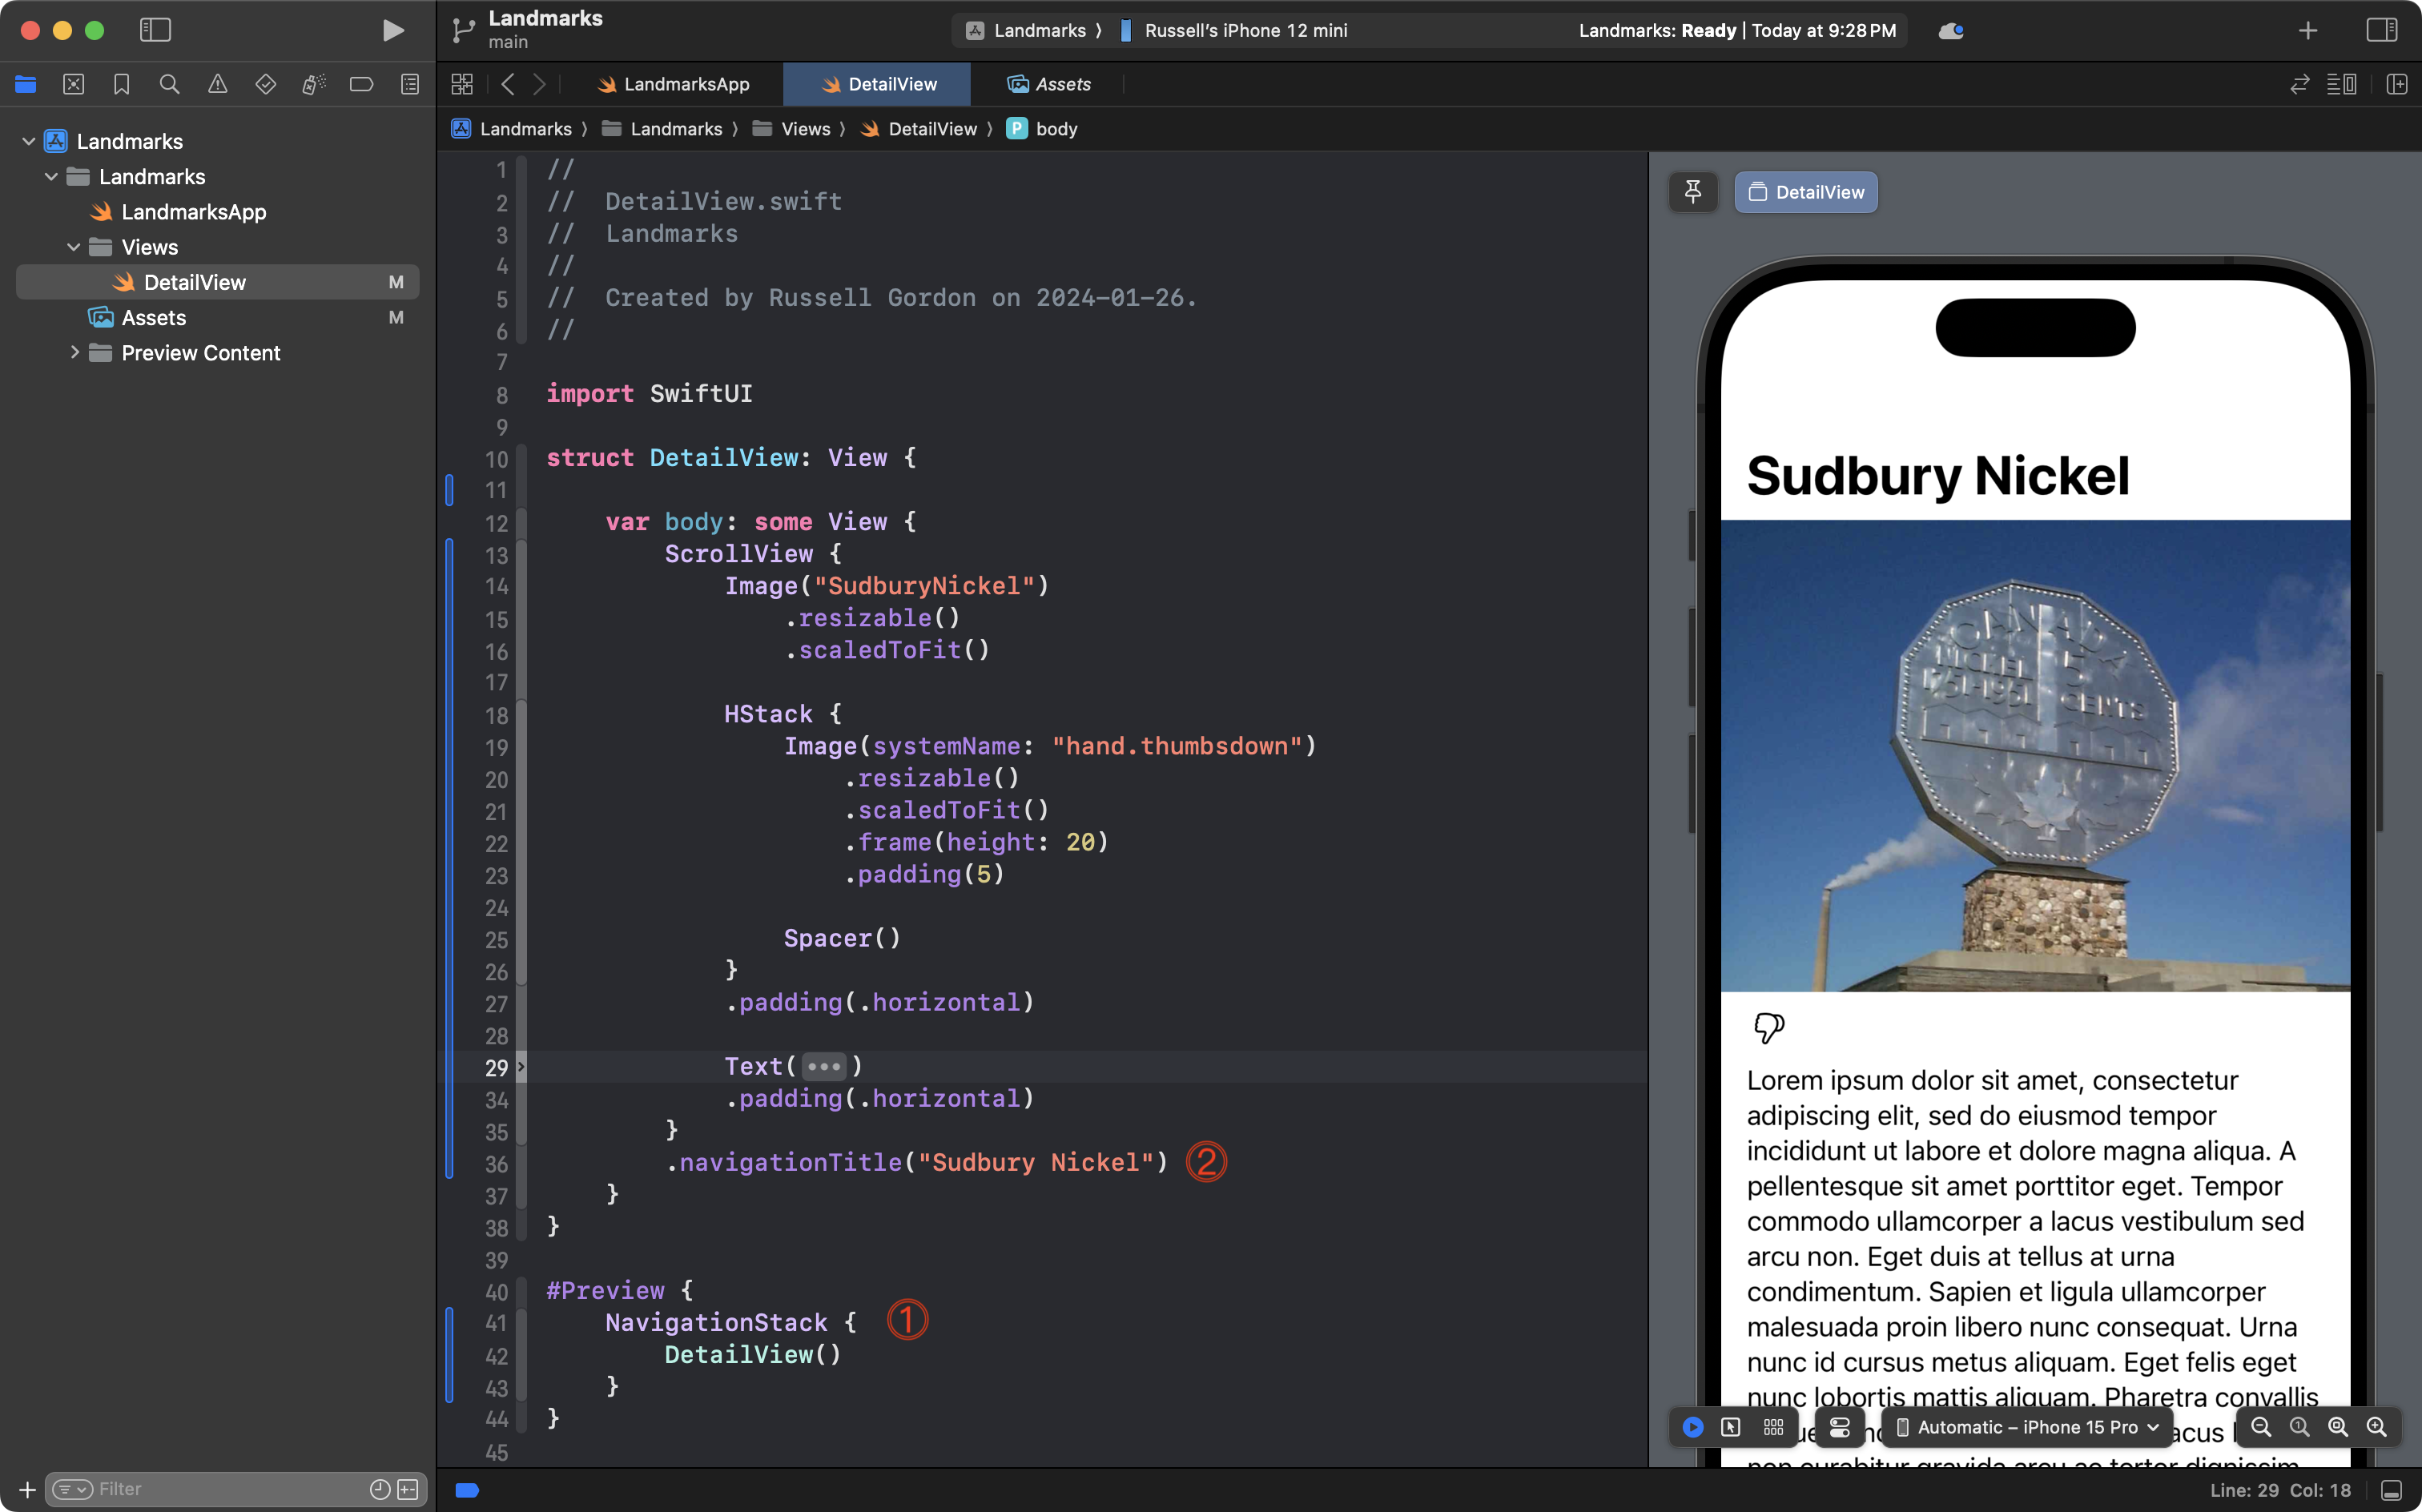 Landmarks
main
Landmarks 〉 Russell’s iPhone 12 mini
Landmarks: Ready | Today at 9:28 PM
LandmarksApp
DetailView
Assets
Landmarks 〉 Landmarks 〉 Views 〉 DetailView 〉 P body
Landmarks
Landmarks
LandmarksApp
Views
DetailView M
Assets M
Preview Content
Filter
1 //
2 //  DetailView.swift
3 //  Landmarks
4 //
5 //  Created by Russell Gordon on 2024-01-26.
6 //
7
8 import SwiftUI
9
10 struct DetailView: View {
11
12     var body: some View {
13         ScrollView {
14             Image("SudburyNickel")
15                 .resizable()
16                 .scaledToFit()
17
18             HStack {
19                 Image(systemName: "hand.thumbsdown")
20                     .resizable()
21                     .scaledToFit()
22                     .frame(height: 20)
23                     .padding(5)
24
25                 Spacer()
26             }
27             .padding(.horizontal)
28
29             Text(•••)
34             .padding(.horizontal)
35         }
36         .navigationTitle("Sudbury Nickel") ②
37     }
38 }
39
40 #Preview {
41     NavigationStack { ①
42         DetailView()
43     }
44 }
45
DetailView
Sudbury Nickel
CANADA
NICKEL
1751-1951
5
CENTS
Lorem ipsum dolor sit amet, consectetur
adipiscing elit, sed do eiusmod tempor
incididunt ut labore et dolore magna aliqua. A
pellentesque sit amet porttitor eget. Tempor
commodo ullamcorper a lacus vestibulum sed
arcu non. Eget duis at tellus at urna
condimentum. Sapien et ligula ullamcorper
malesuada proin libero nunc consequat. Urna
nunc id cursus metus aliquam. Eget felis eget
nunc lobortis mattis aliquam. Pharetra convallis
Automatic – iPhone 15 Pro
Line: 29 Col: 18